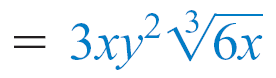 = 3xy²∛6x